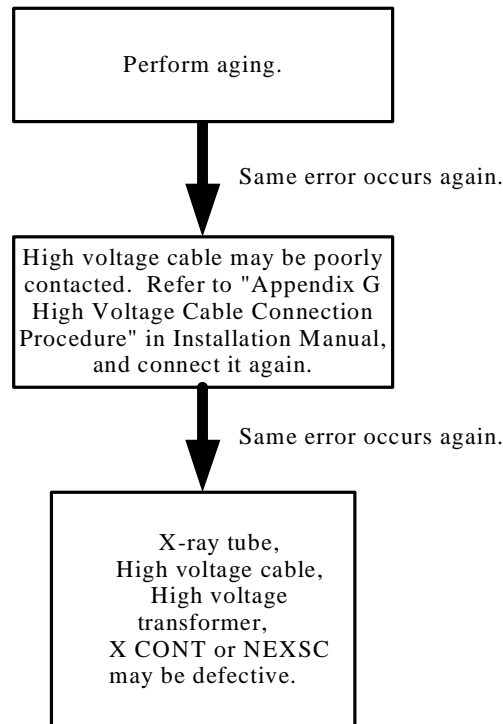 Perform aging.
Same error occurs again.
High voltage cable may be poorly
contacted.  Refer to "Appendix G
High Voltage Cable Connection
Procedure" in Installation Manual,
and connect it again.
Same error occurs again.
X-ray tube,
High voltage cable,
High voltage
transformer,
X CONT or NEXSC
may be defective.